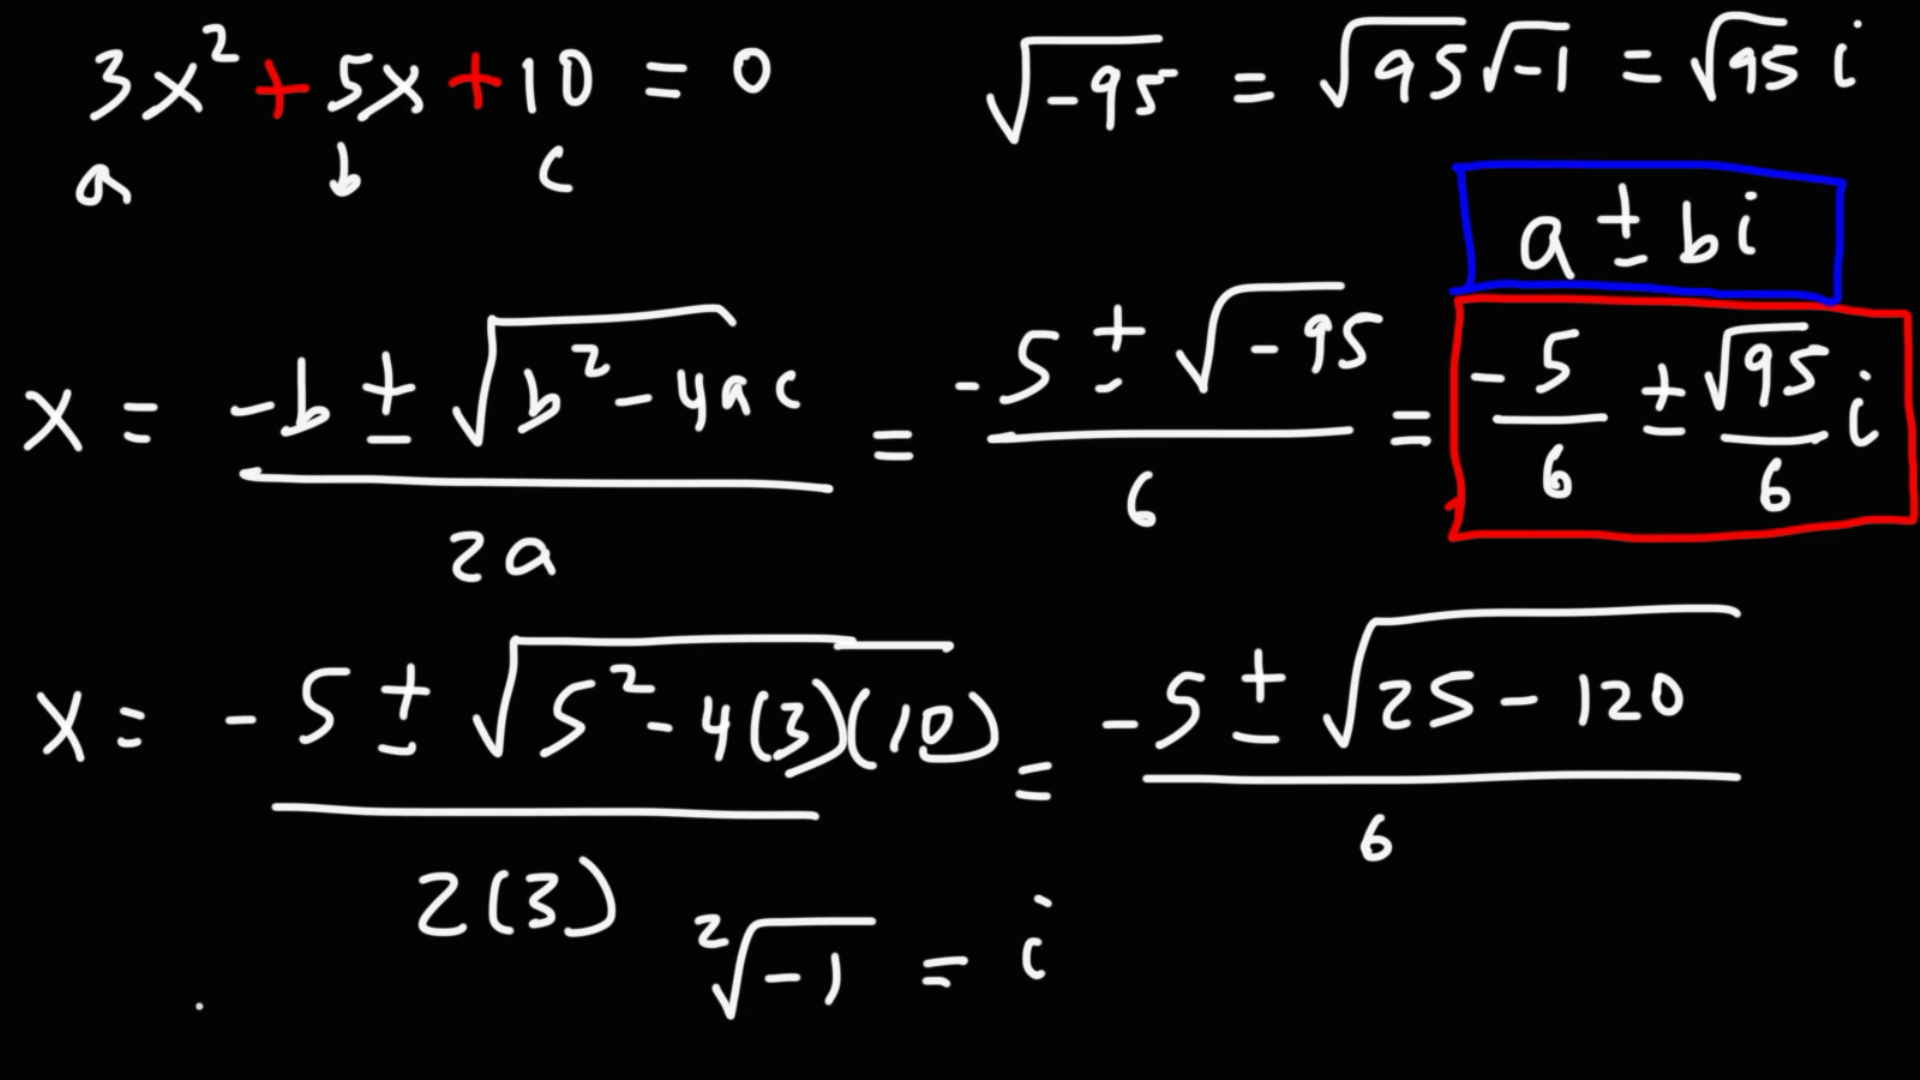 3x² + 5x + 10 = 0
a b c
√-95 = √95 √-1 = √95 i
a ± bi
x = (-b ± √(b² - 4ac))/(2a) = (-5 ± √-95)/6 = -5/6 ± √95/6 i
x = (-5 ± √(5² - 4(3)(10)))/(2(3)) = (-5 ± √(25 - 120))/6
²√-1 = i